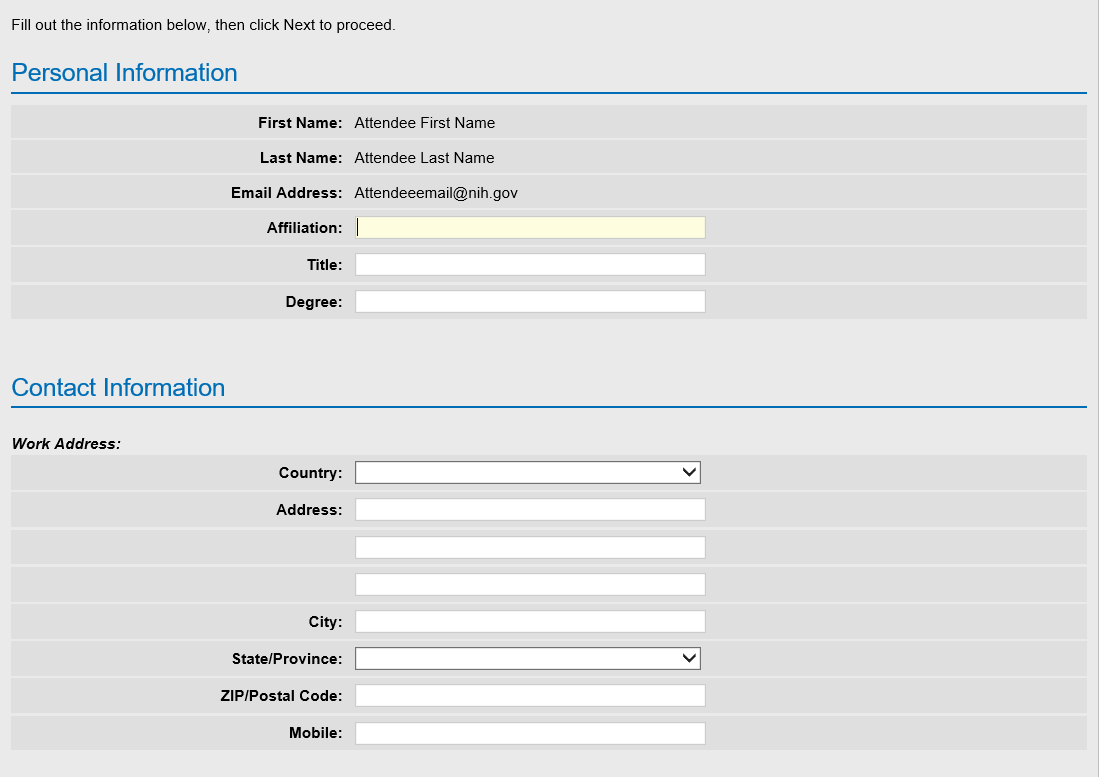 Fill out the information below, then click Next to proceed.
Personal Information
First Name: Attendee First Name
Last Name: Attendee Last Name
Email Address: Attendeeemail@nih.gov
Affiliation:
Title:
Degree:
Contact Information
Work Address:
Country:
Address:
City:
State/Province:
ZIP/Postal Code:
Mobile: